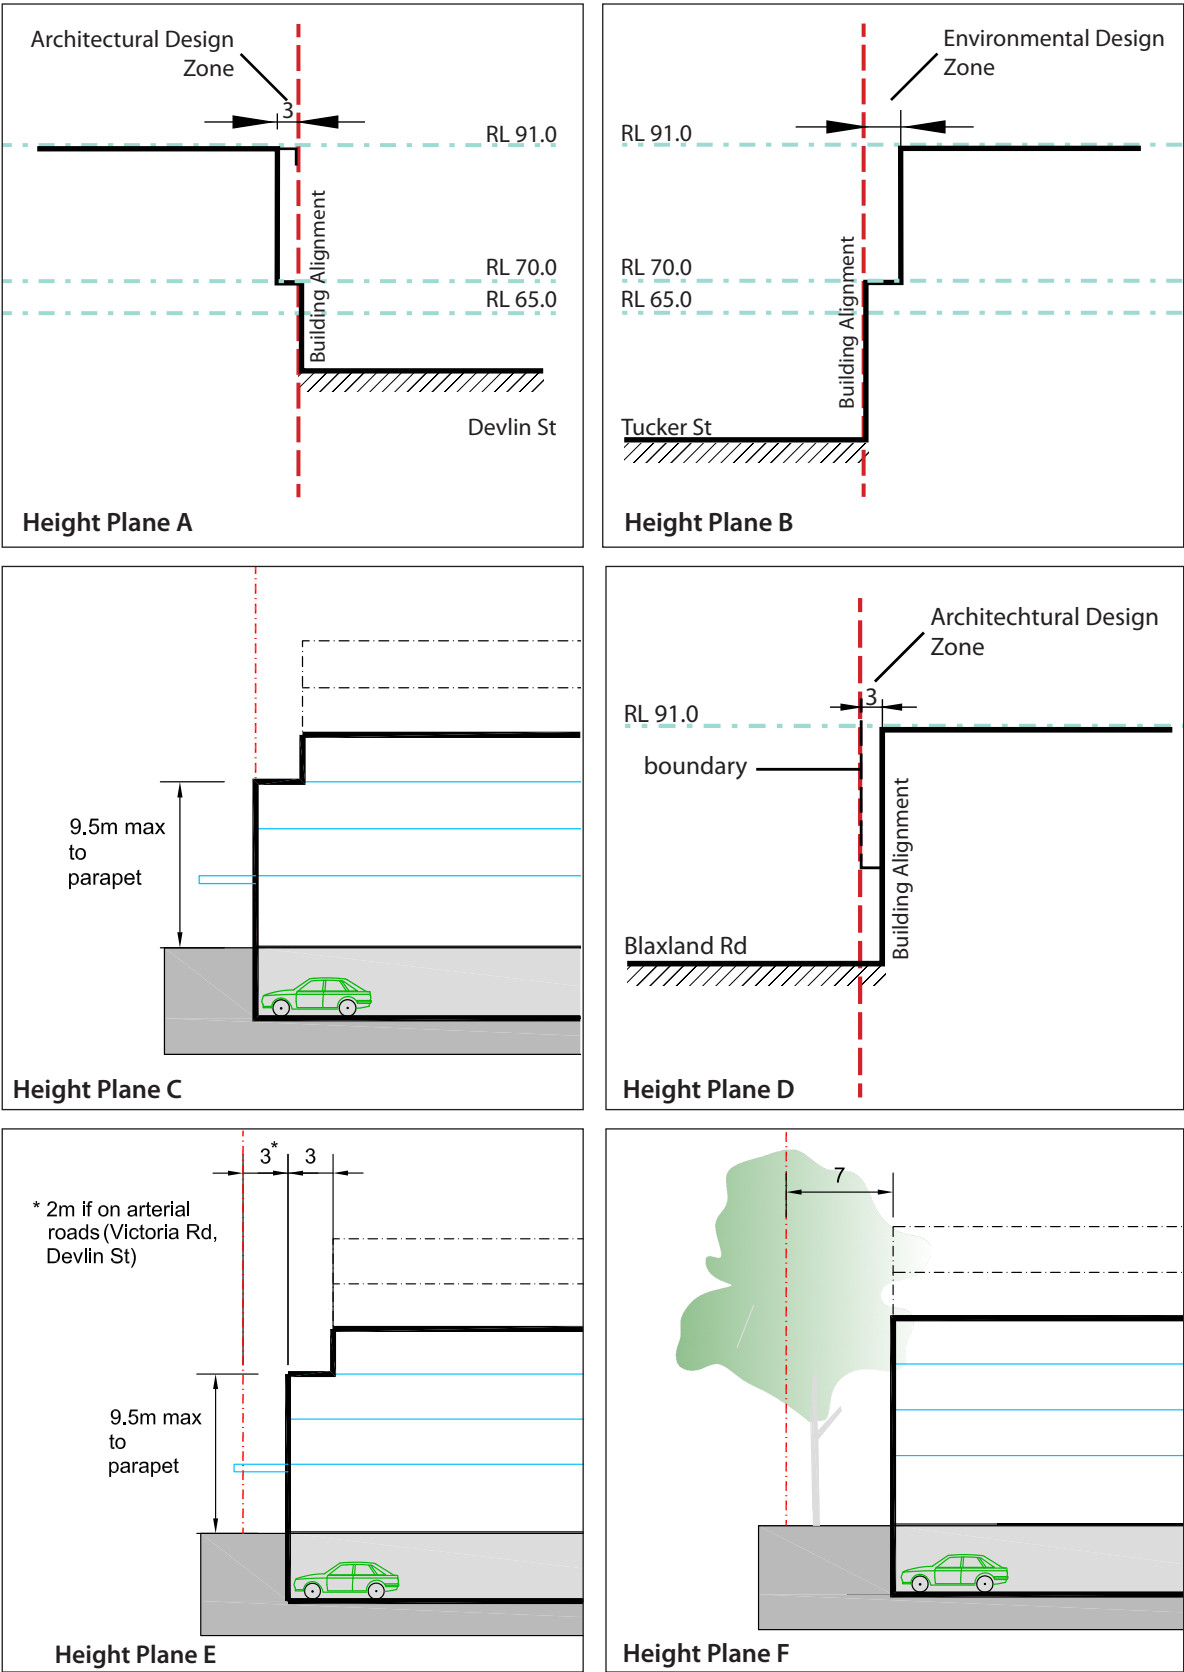 Architectural Design
Zone
3
RL 91.0
RL 70.0
RL 65.0
Building Alignment
Devlin St
Height Plane A
Environmental Design
Zone
RL 91.0
RL 70.0
RL 65.0
Building Alignment
Tucker St
Height Plane B
9.5m max
to
parapet
Height Plane C
Architechtural Design
Zone
3
RL 91.0
boundary
Building Alignment
Blaxland Rd
Height Plane D
3* 3
* 2m if on arterial
roads (Victoria Rd,
Devlin St)
9.5m max
to
parapet
Height Plane E
7
Height Plane F